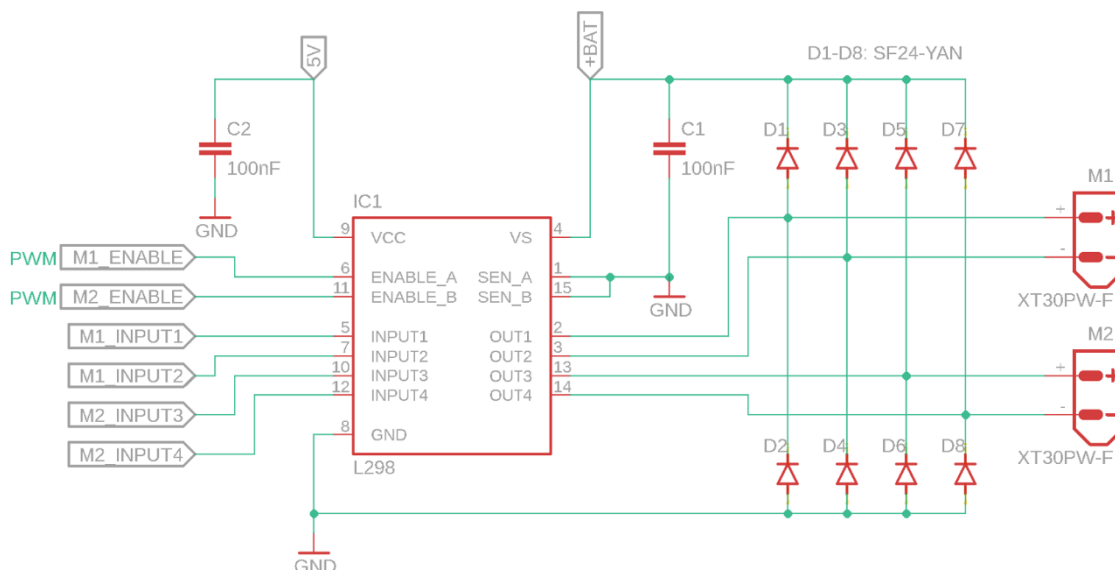 5V
+BAT
D1-D8: SF24-YAN
C2
100nF
GND
C1
100nF
GND
D1
D3
D5
D7
IC1
9
VCC
6
ENABLE_A
11
ENABLE_B
5
INPUT1
7
INPUT2
10
INPUT3
12
INPUT4
8
GND
VS
4
SEN_A
1
SEN_B
15
OUT1
2
OUT2
3
OUT3
13
OUT4
14
L298
PWM
M1_ENABLE
PWM
M2_ENABLE
M1_INPUT1
M1_INPUT2
M2_INPUT3
M2_INPUT4
M1
+
+
-
-
XT30PW-F
M2
+
+
-
-
XT30PW-F
D2
D4
D6
D8
GND